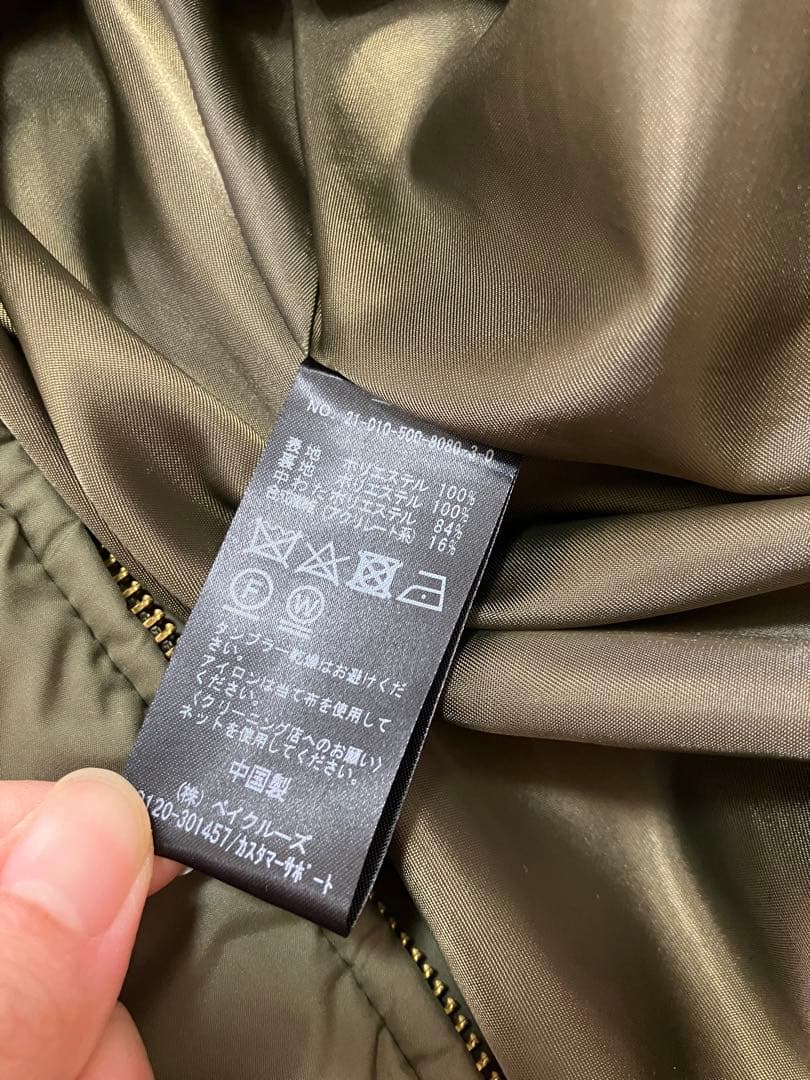 NO. 21-010-500-8080-3-0
表地 ポリエステル 100%
裏地 ポリエステル 100%
中わた ポリエステル 84%
合成繊維(アクリレート系) 16%
F W
タンブラー乾燥はお避けくだ
さい。
アイロンは当て布を使用して
ください。
〈クリーニング店へのお願い〉
ネットを使用してください。
中国製
(株) ベイクルーズ
0120-301457/カスタマーサポート